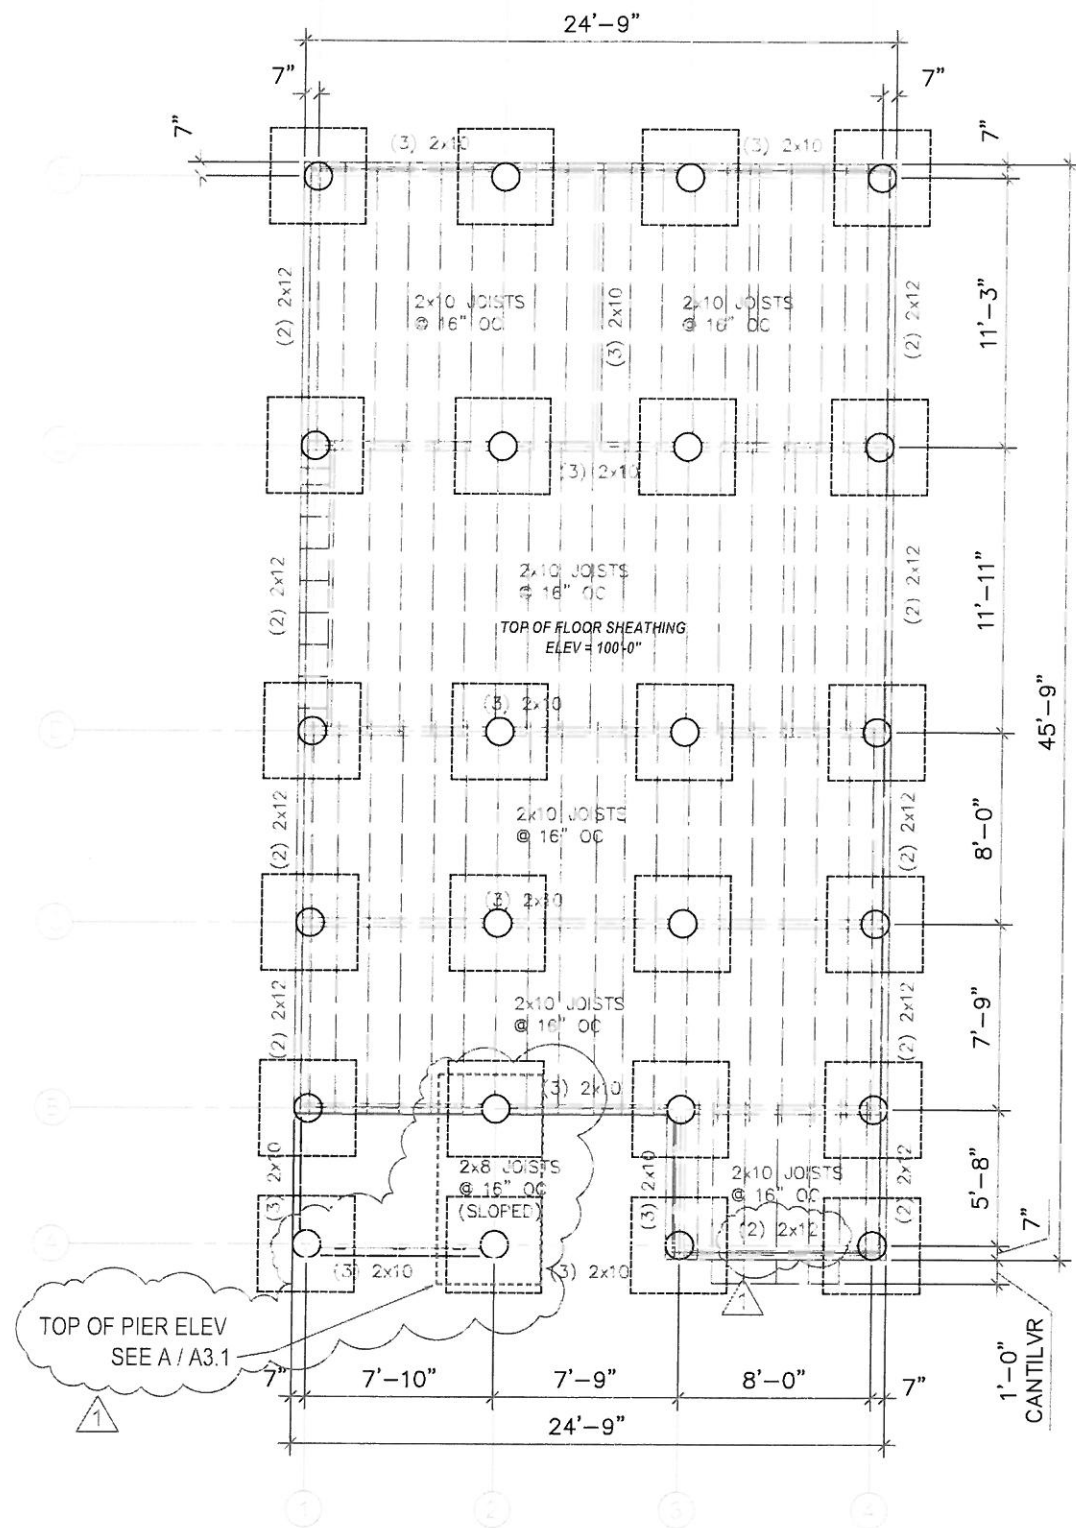 24'-9"
7"
7"
7"
7"
(3) 2x10
(3) 2x10
(2) 2x12
2x10 JOISTS
@ 16" OC
(3) 2x10
2x10 JOISTS
@ 16" OC
(2) 2x12
11'-3"
(3) 2x10
(2) 2x12
2x10 JOISTS
@ 16" OC
(2) 2x12
11'-11"
TOP OF FLOOR SHEATHING
ELEV = 100'-0"
45'-9"
(3) 2x10
(2) 2x12
2x10 JOISTS
@ 16" OC
(2) 2x12
8'-0"
(3) 2x10
(2) 2x12
2x10 JOISTS
@ 16" OC
(2) 2x12
7'-9"
(3) 2x10
B
(3) 2x10
2x8 JOISTS
@ 16" OC
(SLOPED)
(3) 2x10
2x10 JOISTS
@ 16" OC
(2) 2x12
(2) 2x12
5'-8"
7"
A
(3) 2x10
(3) 2x10
1
TOP OF PIER ELEV
SEE A / A3.1
1
7"
7'-10"
7'-9"
8'-0"
7"
1'-0"
CANTILVR
24'-9"
1
2
3
4